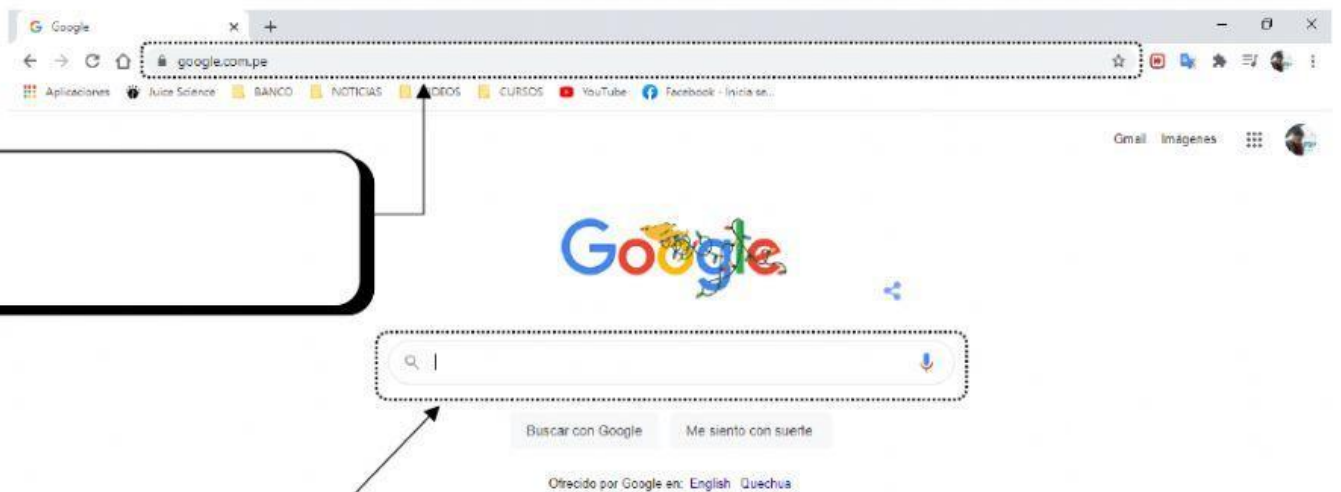 Google
google.com.pe
Aplicaciones Juice Science BANCO NOTICIAS CURSOS YouTube Facebook - Inicia se...
Gmail Imágenes
Google
Buscar con Google Me siento con suerte
Ofrecido por Google en: English Quechua